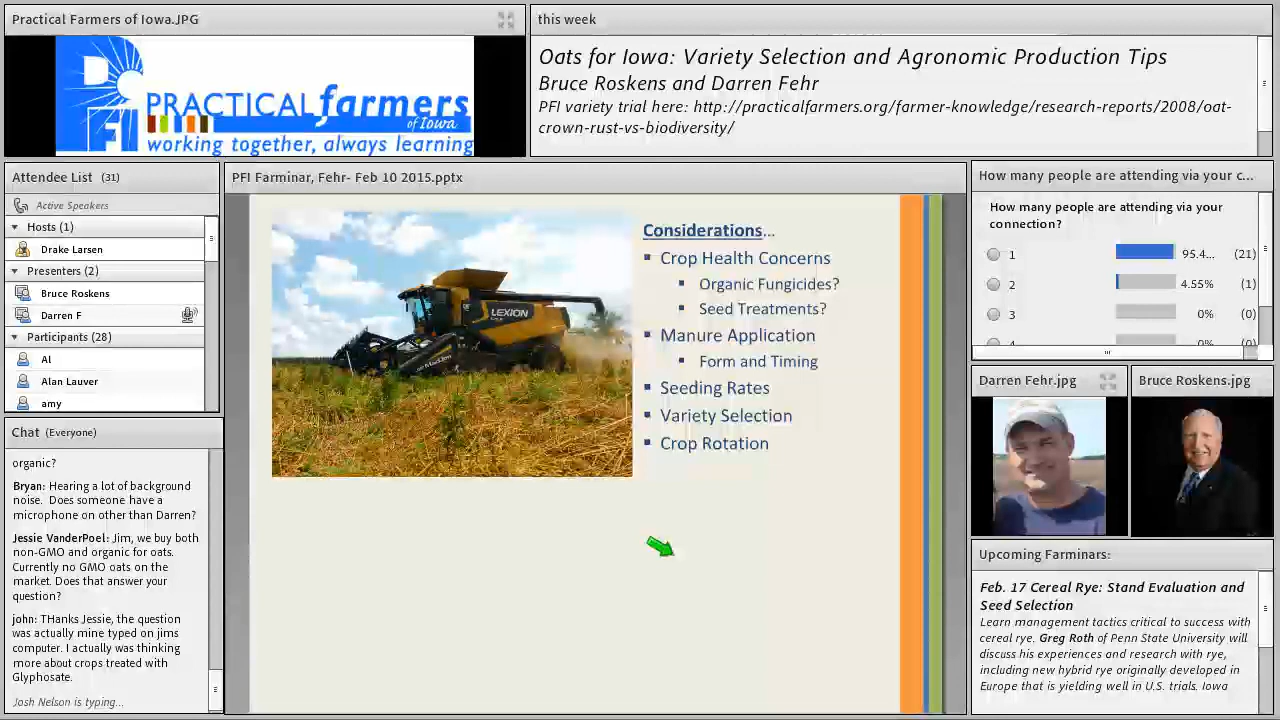 Practical Farmers of Iowa.JPG
PRACTICAL farmers
of Iowa
PFI
working together, always learning
this week
Oats for Iowa: Variety Selection and Agronomic Production Tips
Bruce Roskens and Darren Fehr
PFI variety trial here: http://practicalfarmers.org/farmer-knowledge/research-reports/2008/oat-
crown-rust-vs-biodiversity/
Attendee List (31)
Active Speakers
Hosts (1)
Drake Larsen
Presenters (2)
Bruce Roskens
Darren F
Participants (28)
Al
Alan Lauver
amy
Chat (Everyone)
organic?
Bryan: Hearing a lot of background
noise. Does someone have a
microphone on other than Darren?
Jessie VanderPoel: Jim, we buy both
non-GMO and organic for oats.
Currently no GMO oats on the
market. Does that answer your
question?
john: THanks Jessie, the question
was actually mine typed on jims
computer. I actually was thinking
more about crops treated with
Glyphosate.
Josh Nelson is typing...
PFI Farminar, Fehr- Feb 10 2015.pptx
LEXION
Considerations...
Crop Health Concerns
Organic Fungicides?
Seed Treatments?
Manure Application
Form and Timing
Seeding Rates
Variety Selection
Crop Rotation
How many people are attending via your c...
How many people are attending via your
connection?
1 95.4... (21)
2 4.55% (1)
3 0% (0)
4 0% (0)
Darren Fehr.jpg
Bruce Roskens.jpg
Upcoming Farminars:
Feb. 17 Cereal Rye: Stand Evaluation and
Seed Selection
Learn management tactics critical to success with
cereal rye. Greg Roth of Penn State University will
discuss his experiences and research with rye,
including new hybrid rye originally developed in
Europe that is yielding well in U.S. trials. Iowa